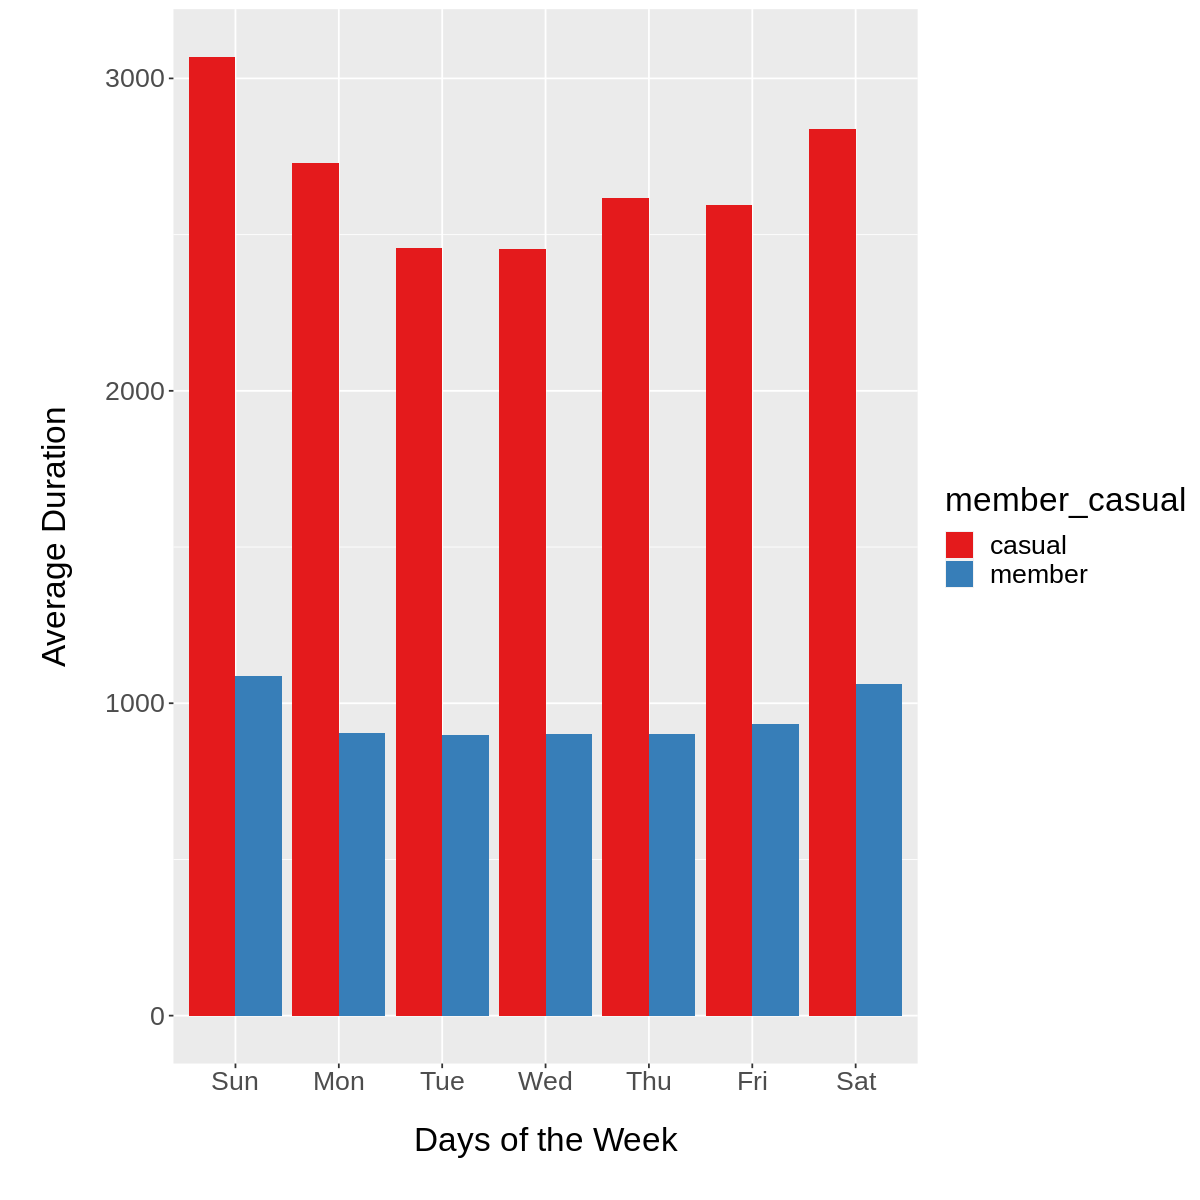 3000
2000
1000
0
Average Duration
Sun Mon Tue Wed Thu Fri Sat
Days of the Week
member_casual
casual
member